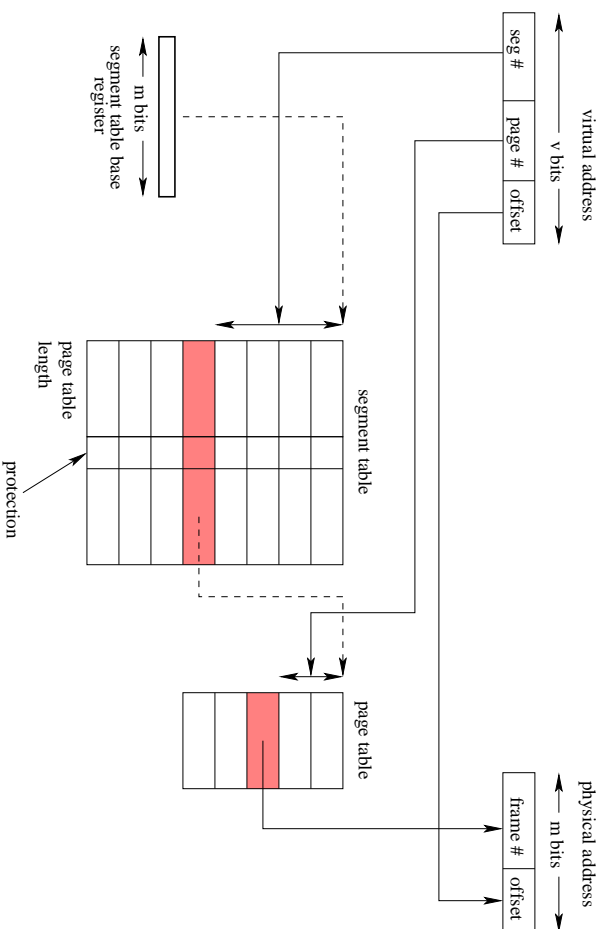 virtual address
v bits
seg #
page #
offset
m bits
segment table base
register
segment table
page table
length
protection
page table
physical address
m bits
frame #
offset